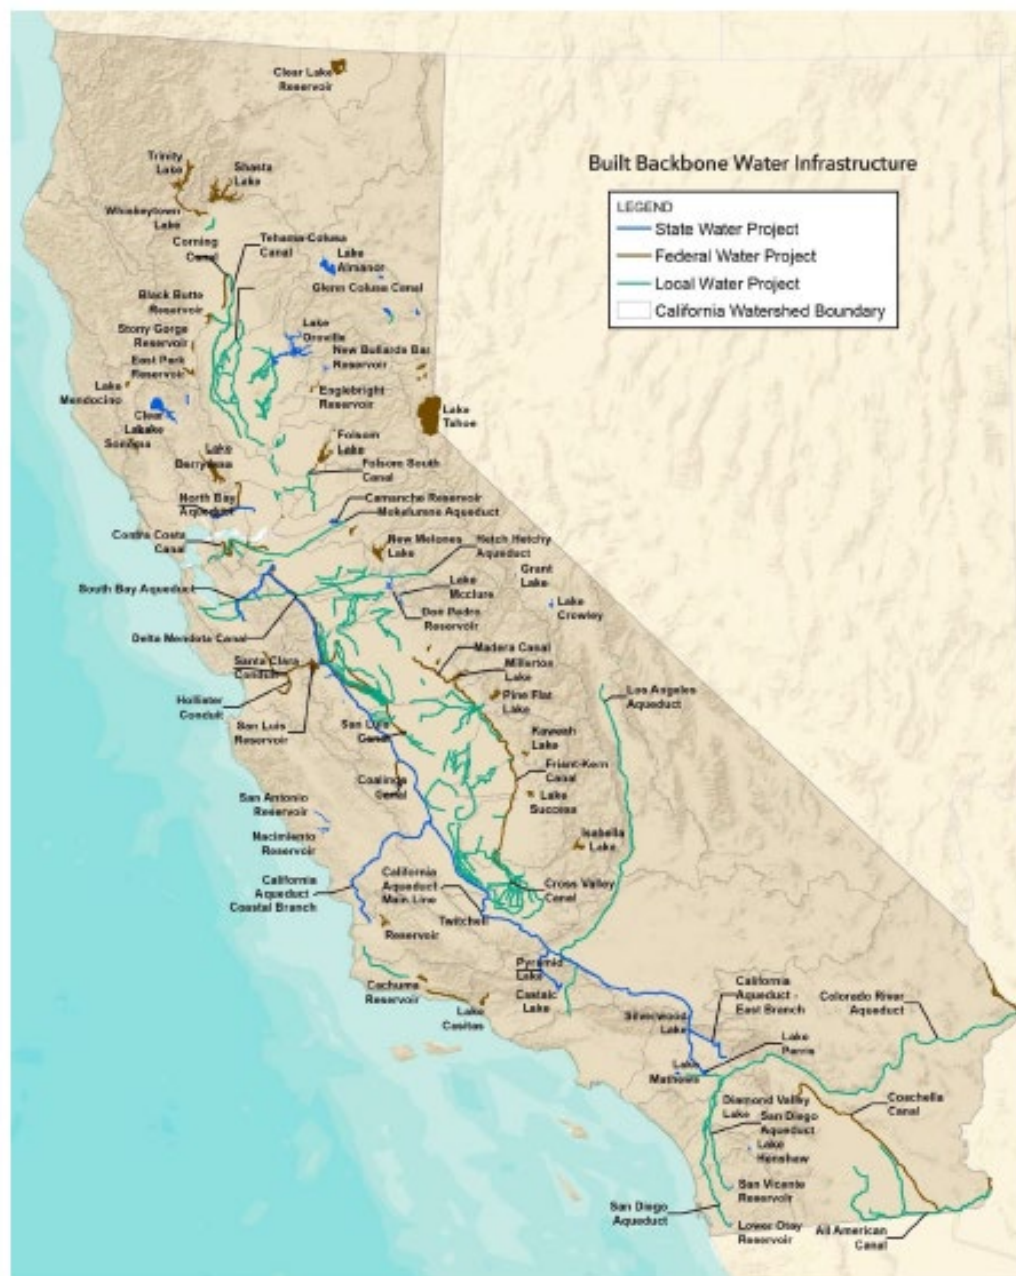 Clear Lake
Reservoir
Built Backbone Water Infrastructure
LEGEND
State Water Project
Federal Water Project
Local Water Project
California Watershed Boundary
Trinity
Lake
Shasta
Lake
Whiskeytown
Lake
Corning
Canal
Tehama-Colusa
Canal
Lake
Almanor
Glenn Colusa Canal
Black Butte
Reservoir
Stony Gorge
Reservoir
Lake
Oroville
New Bullards Bar
Reservoir
East Park
Reservoir
Englebright
Reservoir
Lake
Mendocino
Clear
Lake
Lake
Sonoma
Lake
Tahoe
Folsom
Lake
Lake
Berryessa
Folsom South
Canal
North Bay
Aqueduct
Camanche Reservoir
Mokelumne Aqueduct
Contra Costa
Canal
New Melones
Lake
Hetch Hetchy
Aqueduct
Grant
Lake
South Bay Aqueduct
Lake
Mcclure
Lake
Crowley
Don Pedro
Reservoir
Delta Mendota Canal
Madera Canal
Santa Clara
Conduit
Millerton
Lake
Hollister
Conduit
Pine Flat
Lake
Los Angeles
Aqueduct
San Luis
Reservoir
San Luis
Canal
Kaweah
Lake
Friant-Kern
Canal
Coalinga
Canal
Lake
Success
San Antonio
Reservoir
Nacimiento
Reservoir
Isabella
Lake
California
Aqueduct
Coastal Branch
California
Aqueduct
Main Line
Cross Valley
Canal
Twitchell
Reservoir
Pyramid
Lake
Cachuma
Reservoir
Castaic
Lake
Lake
Casitas
California
Aqueduct -
East Branch
Colorado River
Aqueduct
Silverwood
Lake
Lake
Perris
Lake
Mathews
Diamond Valley
Lake
San Diego
Aqueduct
Coachella
Canal
Lake
Henshaw
San Vicente
Reservoir
San Diego
Aqueduct
Lower Otay
Reservoir
All American
Canal